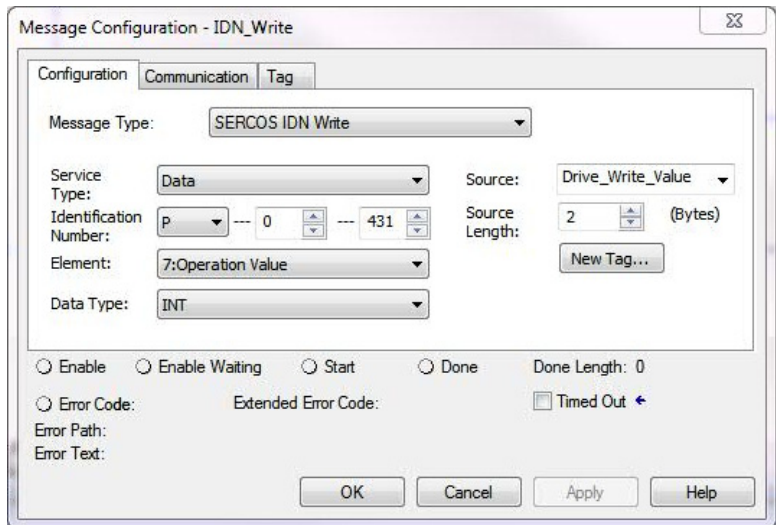 Message Configuration - IDN_Write
Configuration Communication Tag
Message Type: SERCOS IDN Write
Service Type: Data Source: Drive_Write_Value
Identification Number: P --- 0 --- 431 Source Length: 2 (Bytes)
Element: 7:Operation Value New Tag...
Data Type: INT
Enable Enable Waiting Start Done Done Length: 0
Error Code: Extended Error Code: Timed Out
Error Path:
Error Text:
OK Cancel Apply Help